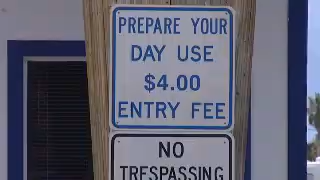 PREPARE YOUR
DAY USE
$4.00
ENTRY FEE
NO
TRESPASSING